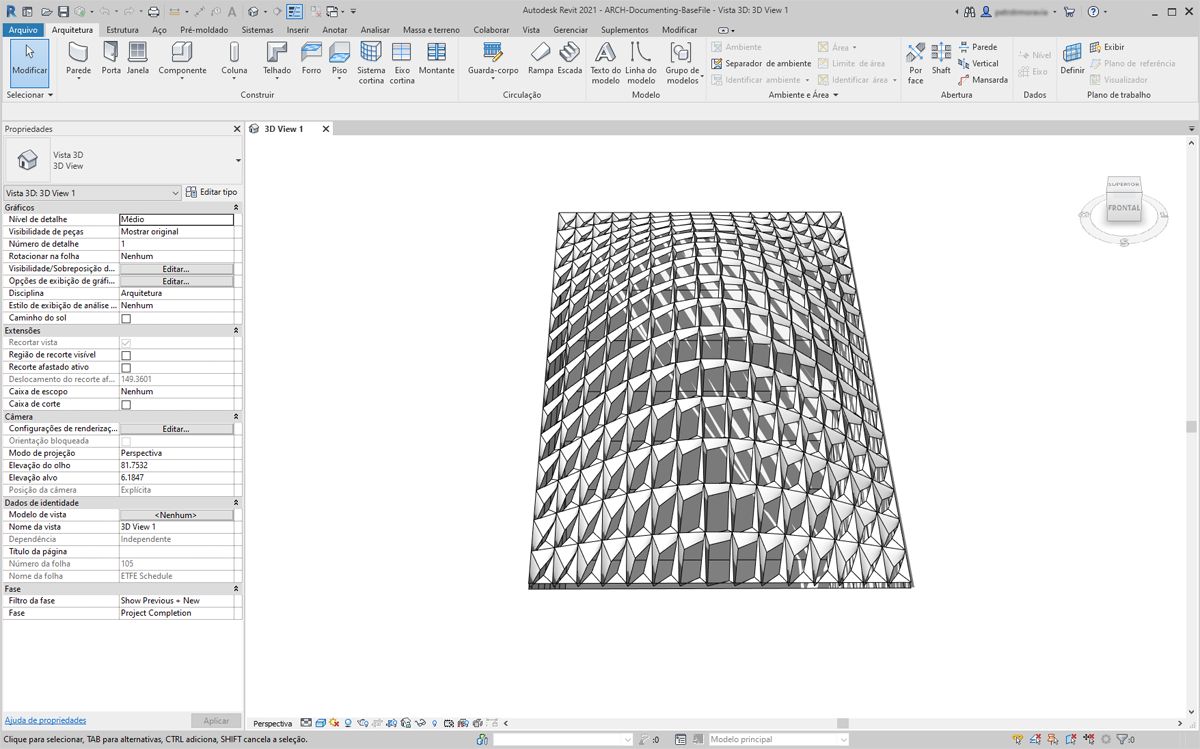 Autodesk Revit 2021 - ARCH-Documenting-BaseFile - Vista 3D: 3D View 1
Arquivo Arquitetura Estrutura Aço Pré-moldado Sistemas Inserir Anotar Analisar Massa e terreno Colaborar Vista Gerenciar Suplementos Modificar
Modificar
Parede
Porta
Janela
Componente
Coluna
Telhado
Forro
Piso
Sistema cortina
Eixo cortina
Montante
Guarda-corpo
Rampa
Escada
Texto do modelo
Linha do modelo
Grupo de modelos
Ambiente
Separador de ambiente
Identificar ambiente
Área
Limite de área
Identificar área
Por face
Shaft
Parede
Vertical
Mansarda
Nível
Eixo
Definir
Exibir
Plano de referência
Visualizador
Selecionar
Construir
Circulação
Modelo
Ambiente e Área
Abertura
Dados
Plano de trabalho
Propriedades
3D View 1
Vista 3D
3D View
Vista 3D: 3D View 1
Editar tipo
Gráficos
Nível de detalhe Médio
Visibilidade de peças Mostrar original
Número de detalhe 1
Rotacionar na folha Nenhum
Visibilidade/Sobreposição d... Editar...
Opções de exibição de gráfi... Editar...
Disciplina Arquitetura
Estilo de exibição de análise ... Nenhum
Caminho do sol
Extensões
Recortar vista
Região de recorte visível
Recorte afastado ativo
Deslocamento do recorte af... 149.3601
Caixa de escopo Nenhum
Caixa de corte
Câmera
Configurações de renderizaç... Editar...
Orientação bloqueada
Modo de projeção Perspectiva
Elevação do olho 81.7532
Elevação alvo 6.1847
Posição da câmera Explícita
Dados de identidade
Modelo de vista <Nenhum>
Nome da vista 3D View 1
Dependência Independente
Título da página
Número da folha 105
Nome da folha ETFE Schedule
Fase
Filtro da fase Show Previous + New
Fase Project Completion
Ajuda de propriedades
Aplicar
SUPERIOR
FRONTAL
S
Perspectiva
Clique para selecionar, TAB para alternativas, CTRL adiciona, SHIFT cancela a seleção.
:0
Modelo principal
:0